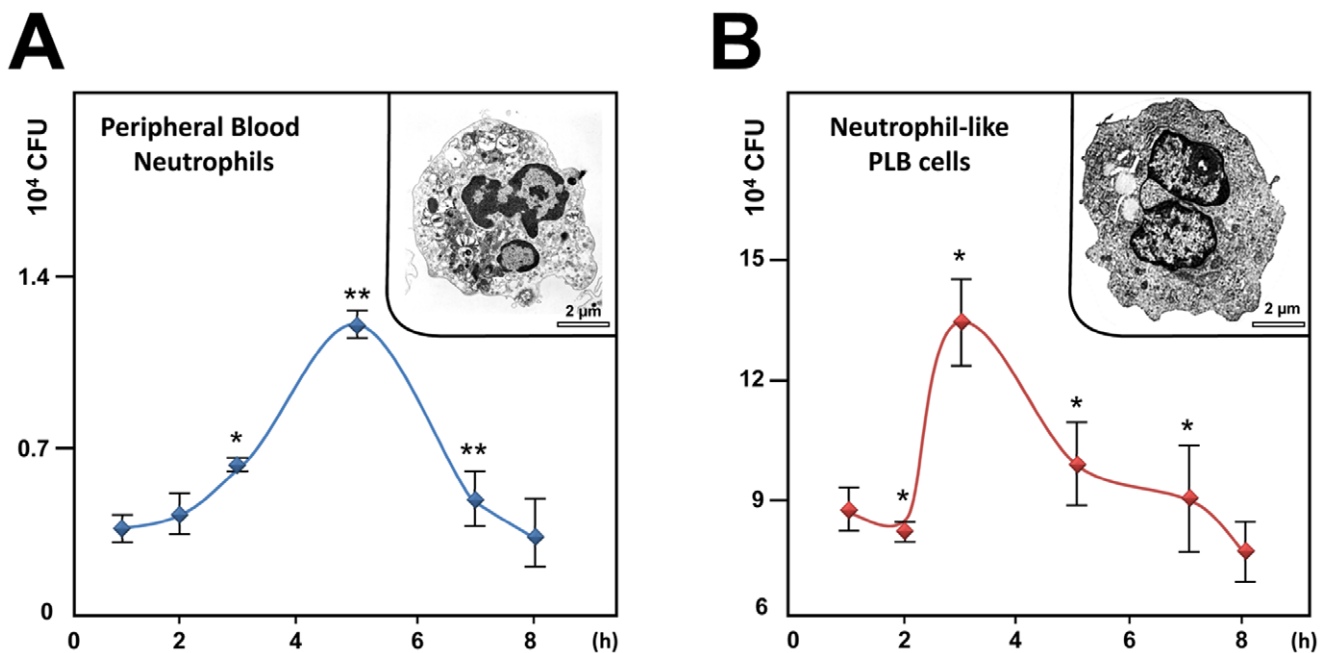 A
Peripheral Blood
Neutrophils
10⁴ CFU
1.4
0.7
0
**
*
**
2 µm
0 2 4 6 8 (h)
B
Neutrophil-like
PLB cells
10⁴ CFU
15
12
9
6
*
*
*
*
2 µm
0 2 4 6 8 (h)